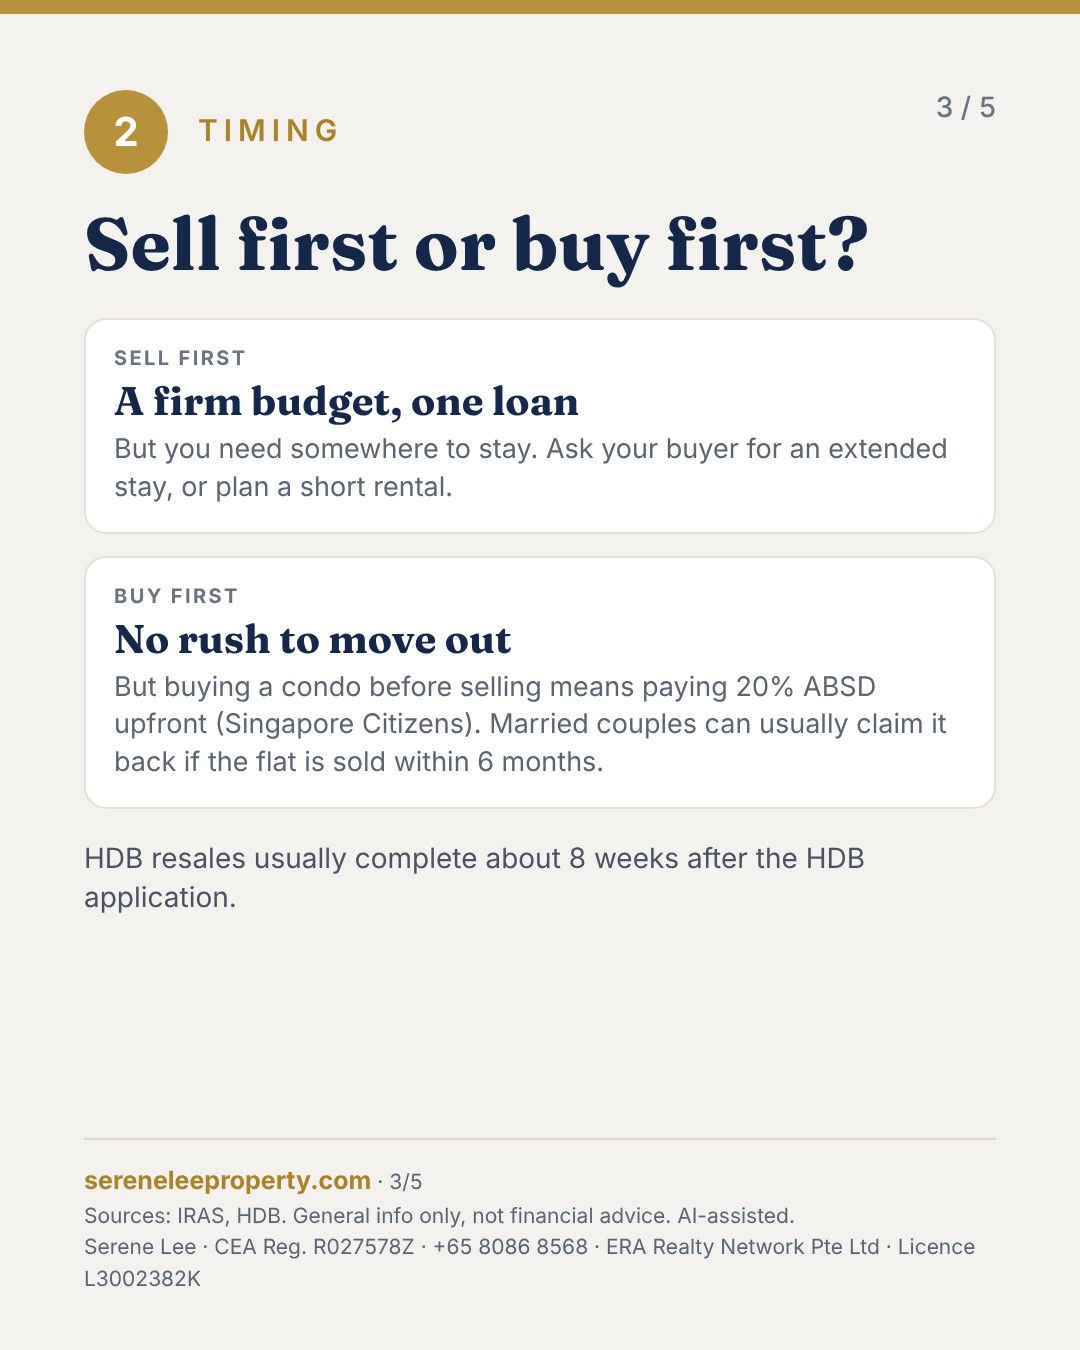 2
TIMING
3 / 5
Sell first or buy first?
SELL FIRST
A firm budget, one loan
But you need somewhere to stay. Ask your buyer for an extended
stay, or plan a short rental.
BUY FIRST
No rush to move out
But buying a condo before selling means paying 20% ABSD
upfront (Singapore Citizens). Married couples can usually claim it
back if the flat is sold within 6 months.
HDB resales usually complete about 8 weeks after the HDB
application.
sereneleeproperty.com · 3/5
Sources: IRAS, HDB. General info only, not financial advice. AI-assisted.
Serene Lee · CEA Reg. R027578Z · +65 8086 8568 · ERA Realty Network Pte Ltd · Licence
L3002382K